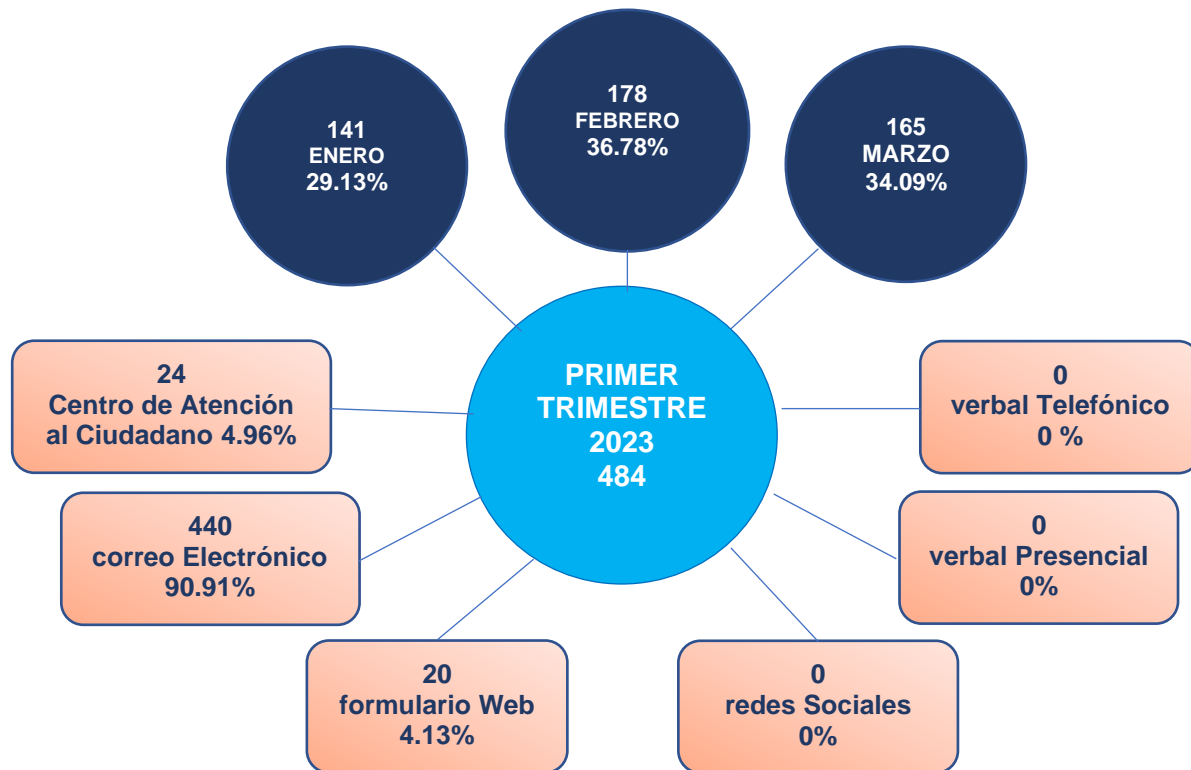 141
ENERO
29.13%
178
FEBRERO
36.78%
165
MARZO
34.09%
PRIMER
TRIMESTRE
2023
484
24
Centro de Atención
al Ciudadano 4.96%
0
verbal Telefónico
0 %
440
correo Electrónico
90.91%
0
verbal Presencial
0%
20
formulario Web
4.13%
0
redes Sociales
0%